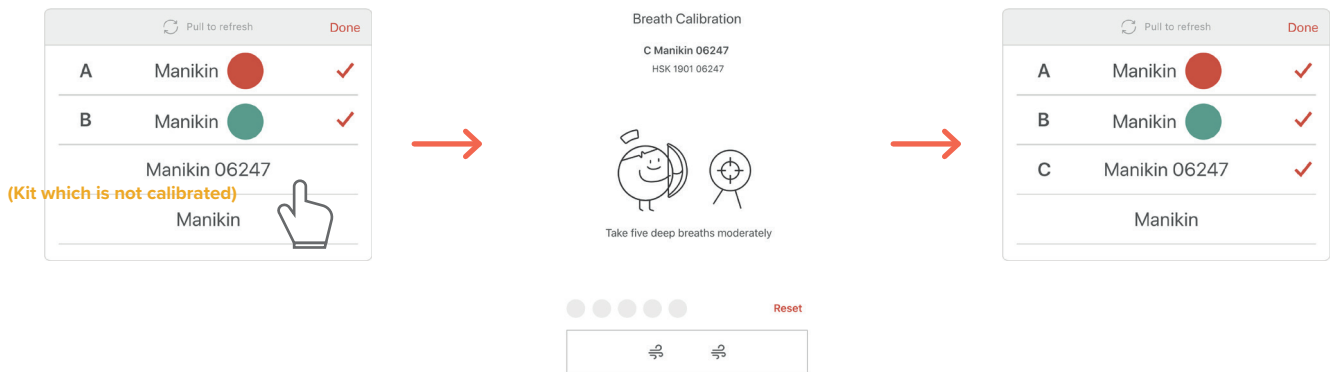 Pull to refresh Done
A Manikin
B Manikin
Manikin 06247
(Kit which is not calibrated)
Manikin
Breath Calibration
C Manikin 06247
HSK 1901 06247
Take five deep breaths moderately
Reset
Pull to refresh Done
A Manikin
B Manikin
C Manikin 06247
Manikin